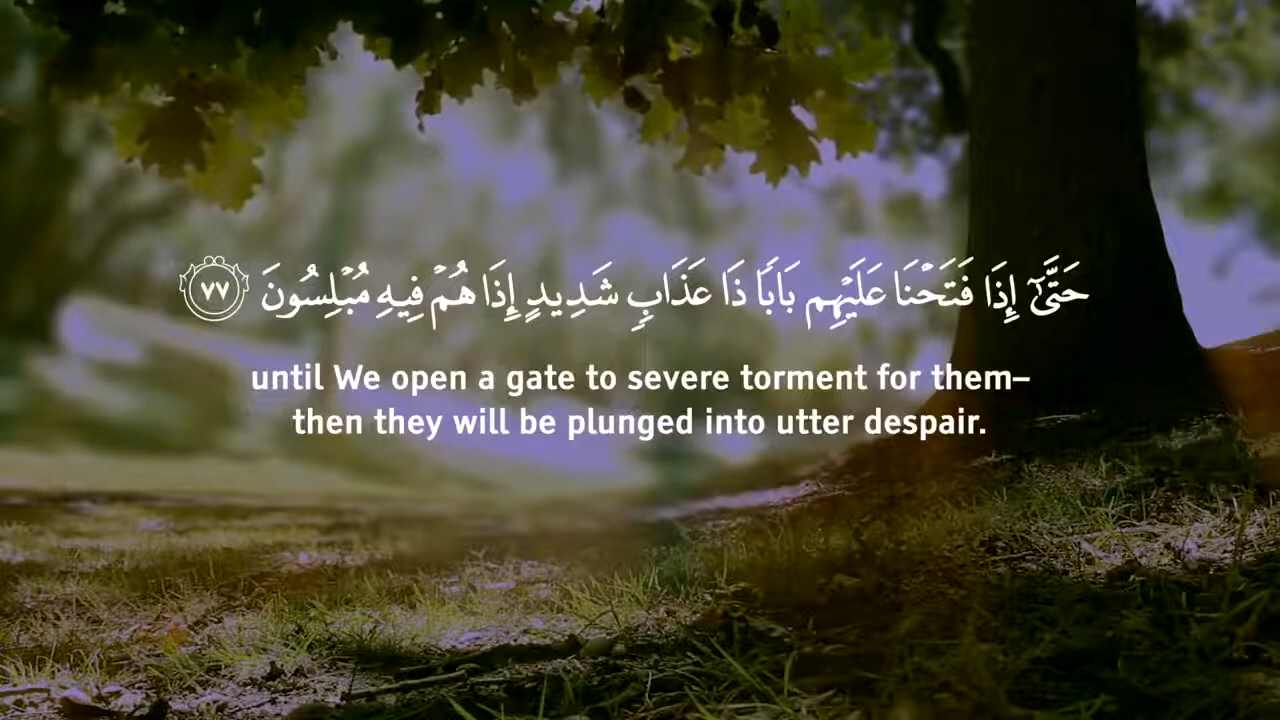 حَتَّىٰٓ إِذَا فَتَحْنَا عَلَيْهِم بَابًا ذَا عَذَابٍ شَدِيدٍ إِذَا هُمْ فِيهِ مُبْلِسُونَ ٧٧
until We open a gate to severe torment for them–
then they will be plunged into utter despair.